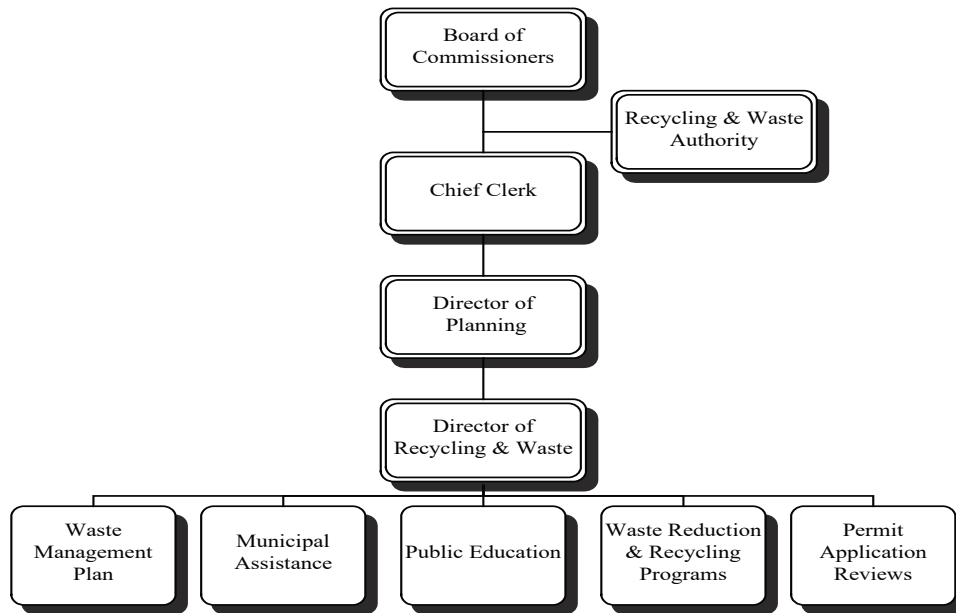 Board of
Commissioners
Recycling & Waste
Authority
Chief Clerk
Director of
Planning
Director of
Recycling & Waste
Waste
Management
Plan
Municipal
Assistance
Public Education
Waste Reduction
& Recycling
Programs
Permit
Application
Reviews